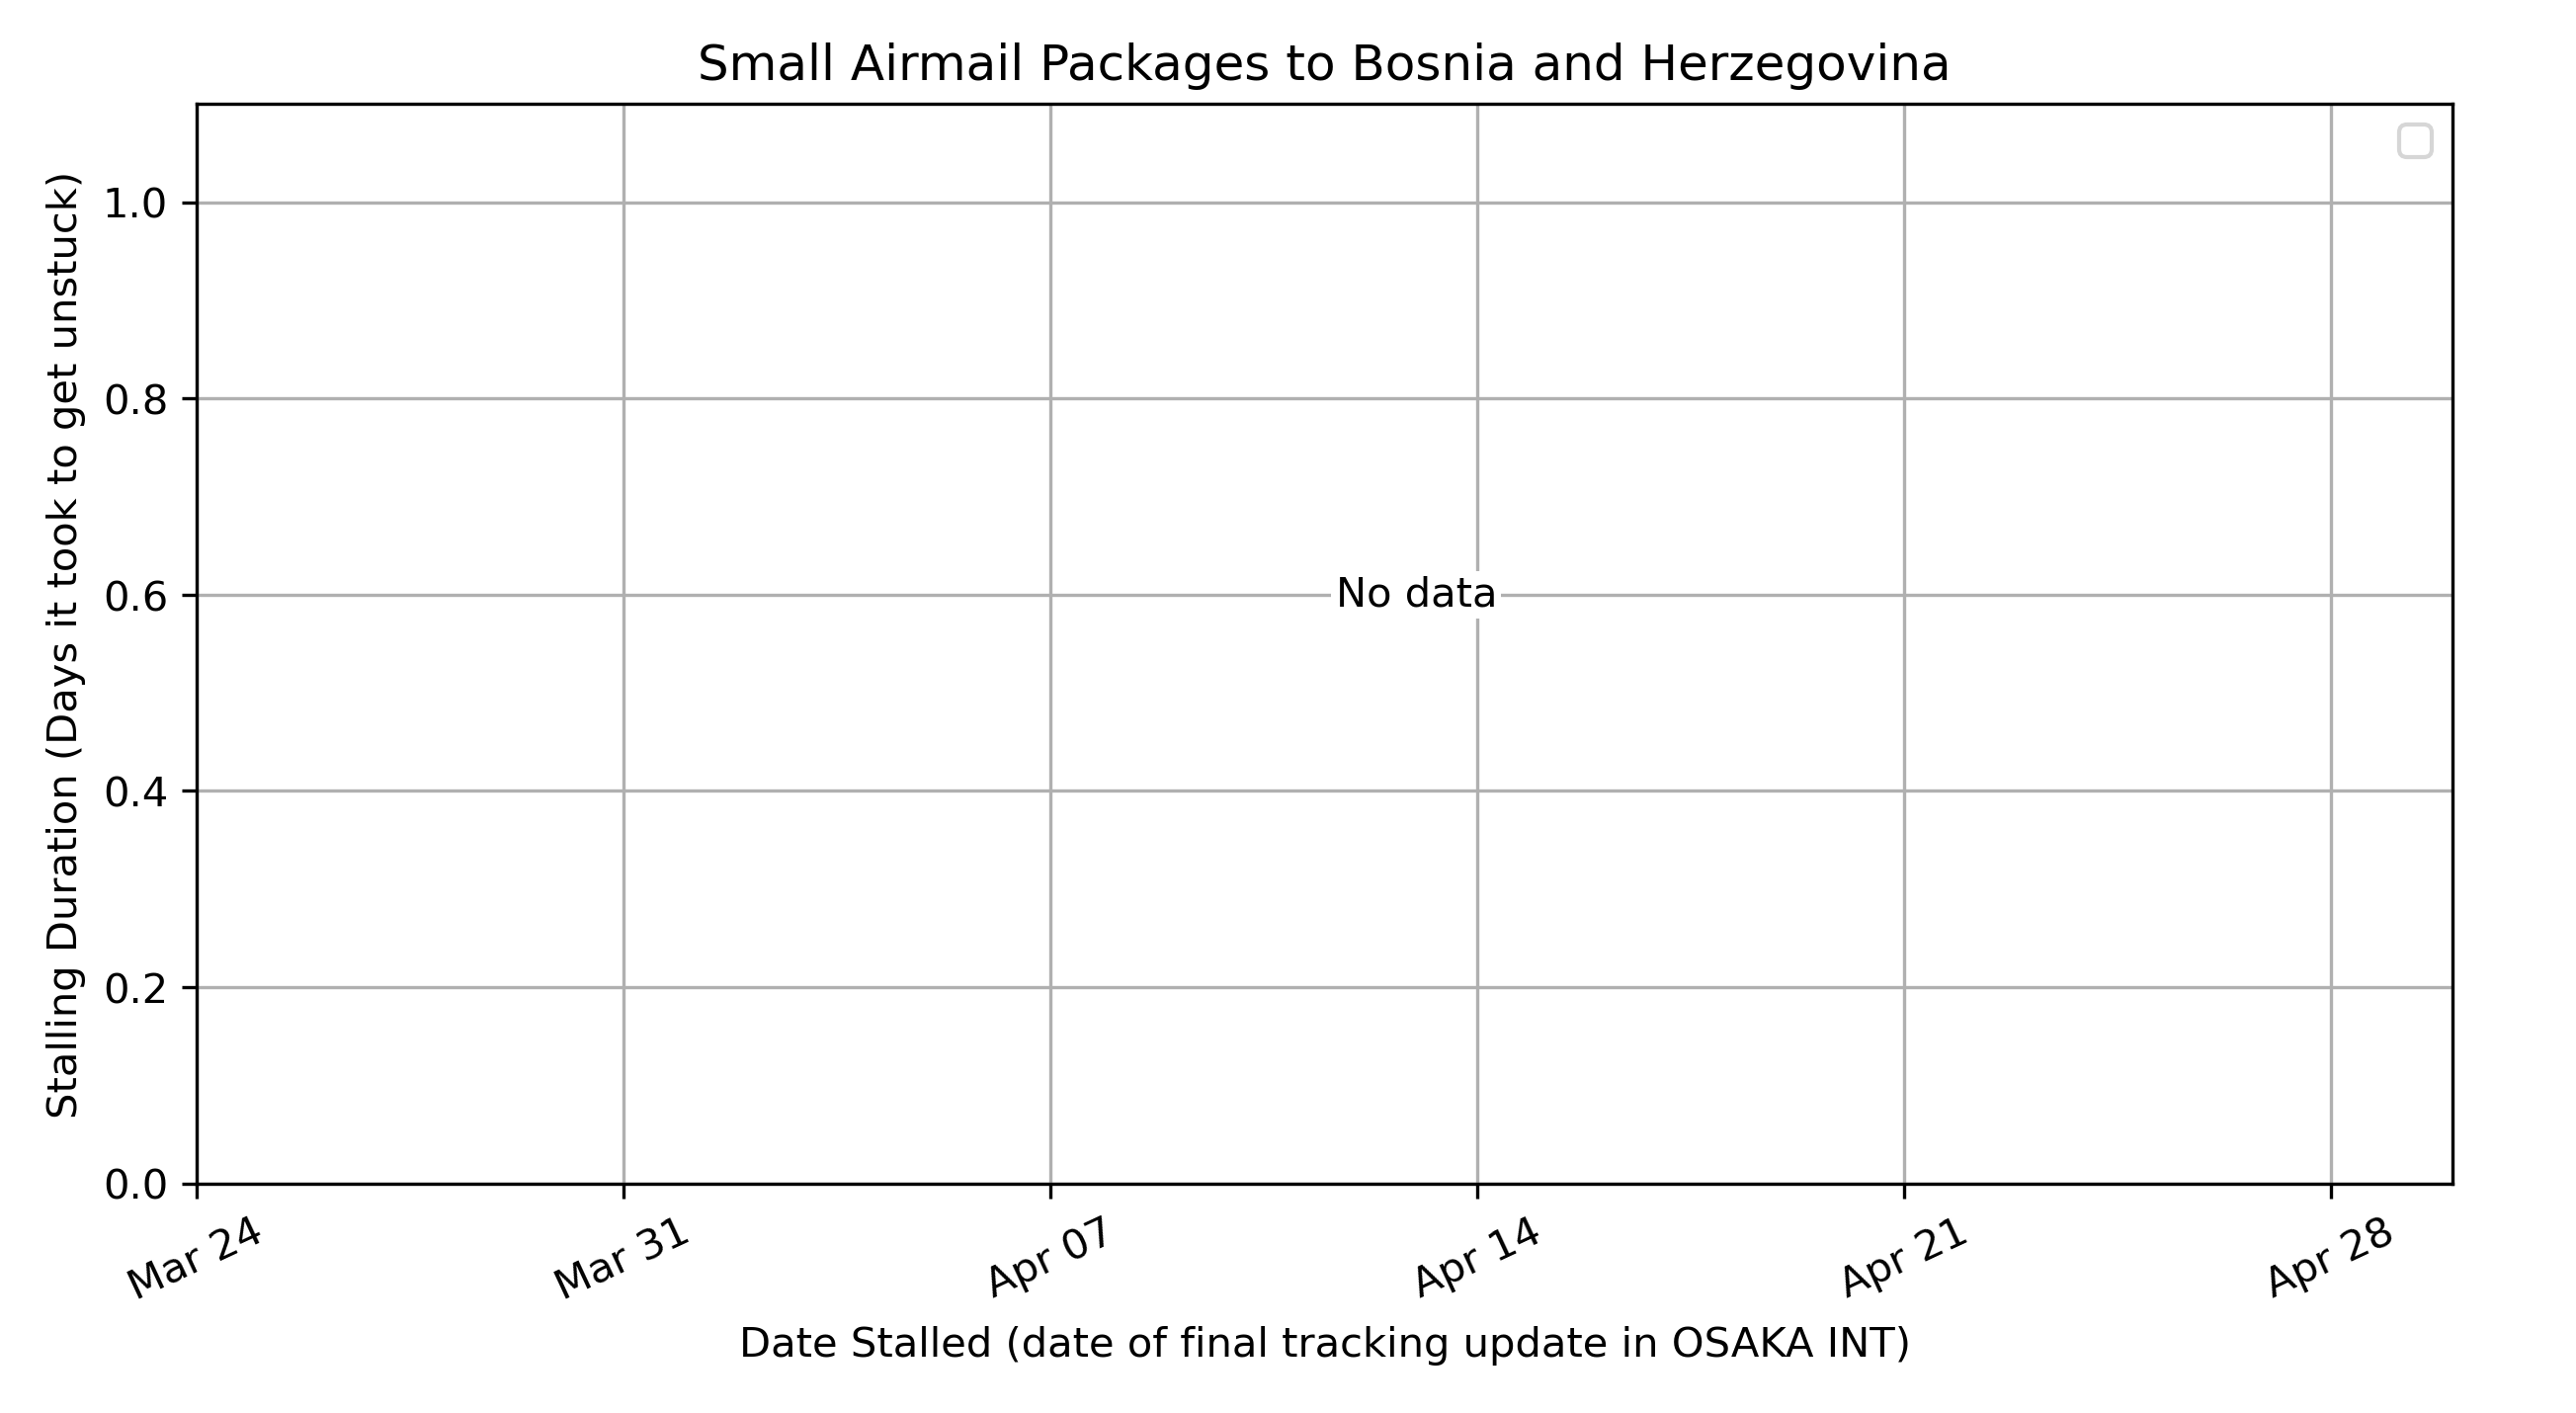 Small Airmail Packages to Bosnia and Herzegovina
Stalling Duration (Days it took to get unstuck)
1.0
0.8
0.6
0.4
0.2
0.0
No data
Mar 24
Mar 31
Apr 07
Apr 14
Apr 21
Apr 28
Date Stalled (date of final tracking update in OSAKA INT)